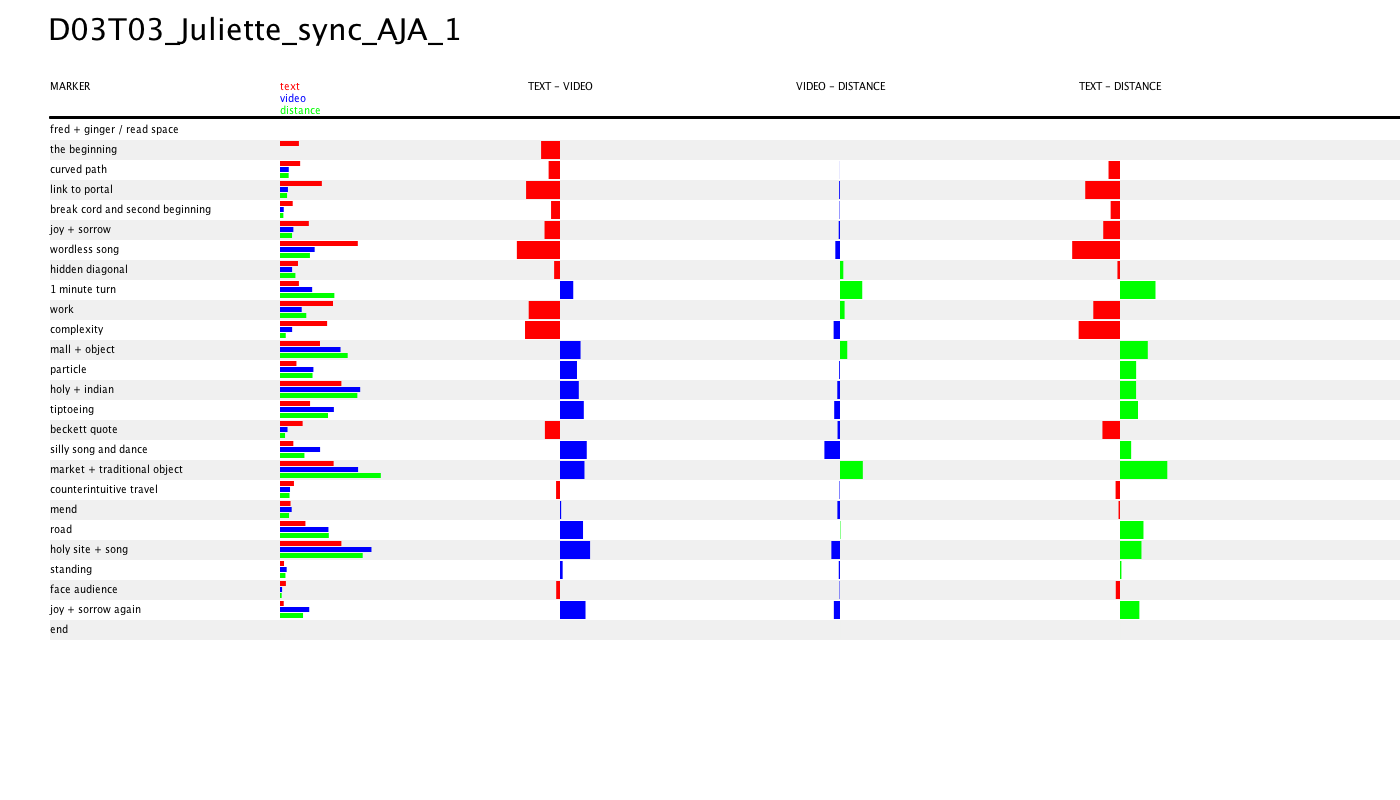 D03T03_Juliette_sync_AJA_1
MARKER text TEXT – VIDEO VIDEO – DISTANCE TEXT – DISTANCE
video
distance
fred + ginger / read space
the beginning
curved path
link to portal
break cord and second beginning
joy + sorrow
wordless song
hidden diagonal
1 minute turn
work
complexity
mall + object
particle
holy + indian
tiptoeing
beckett quote
silly song and dance
market + traditional object
counterintuitive travel
mend
road
holy site + song
standing
face audience
joy + sorrow again
end